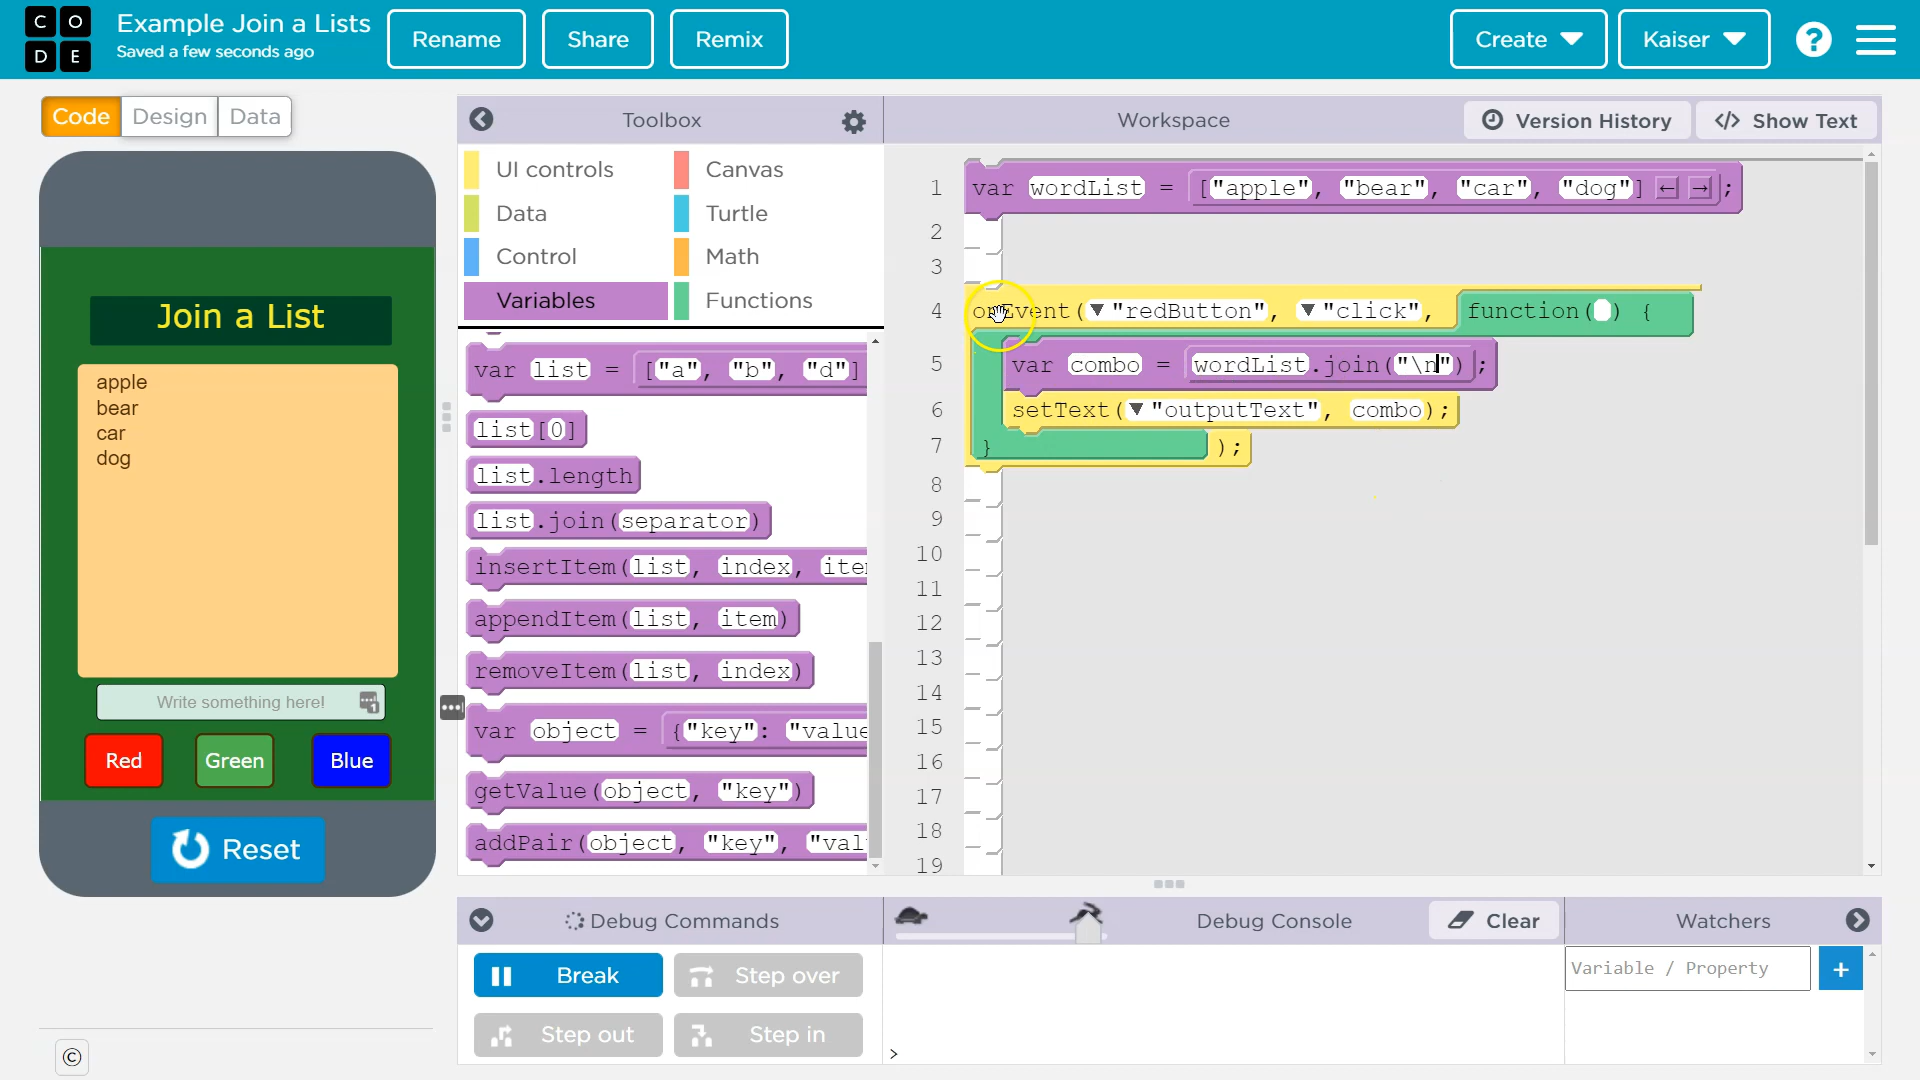 CODE
Example Join a Lists
Saved a few seconds ago
Rename
Share
Remix
Create
Kaiser
?
Code
Design
Data
Toolbox
Workspace
Version History
</> Show Text
UI controls
Canvas
Data
Turtle
Control
Math
Variables
Functions
var list = ["a", "b", "d"]
list[0]
list.length
list.join(separator)
insertItem(list, index, iter
appendItem(list, item)
removeItem(list, index)
var object = {"key": "value
getValue(object, "key")
addPair(object, "key", "val
1 var wordList = ["apple", "bear", "car", "dog"] ← → ;
2
3
4 onEvent(▼"redButton", ▼"click", function( ) {
5 var combo = wordList.join("\n");
6 setText(▼"outputText", combo);
7 } );
8
9
10
11
12
13
14
15
16
17
18
19
Join a List
apple
bear
car
dog
Write something here!
1
Red
Green
Blue
Reset
©
Debug Commands
Break
Step over
Step out
Step in
Debug Console
Clear
>
Watchers
Variable / Property
+